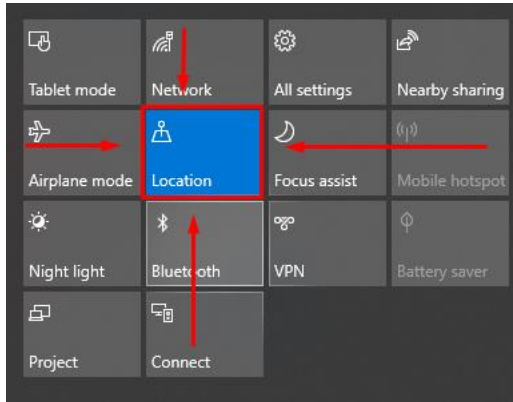 Tablet mode
Network
All settings
Nearby sharing
Airplane mode
Location
Focus assist
Mobile hotspot
Night light
Bluetooth
VPN
Battery saver
Project
Connect